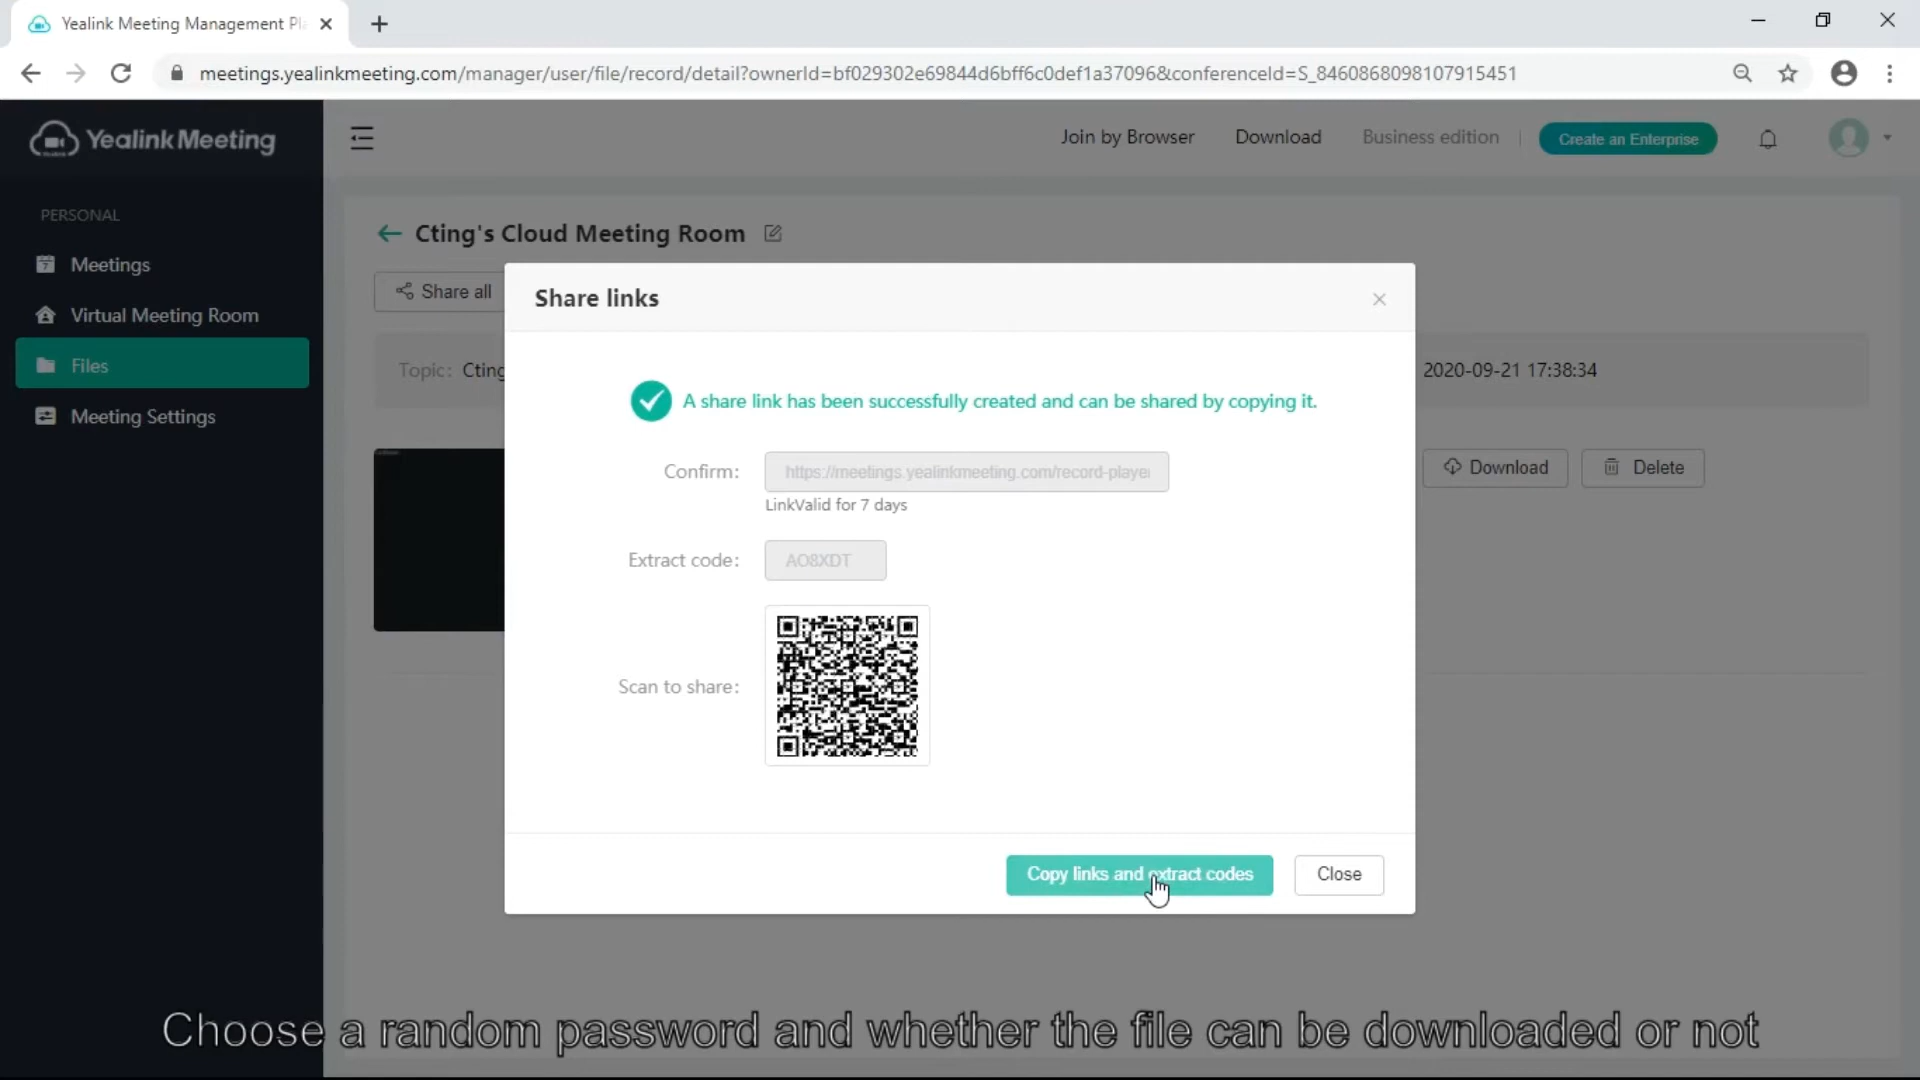 Yealink Meeting Management Pl
meetings.yealinkmeeting.com/manager/user/file/record/detail?ownerId=bf029302e69844d6bff6c0def1a37096&conferenceId=S_8460868098107915451
Yealink Meeting
Join by Browser
Download
Business edition
Create an Enterprise
PERSONAL
Meetings
Virtual Meeting Room
Files
Meeting Settings
Cting's Cloud Meeting Room
Share all
Topic: Cting
2020-09-21 17:38:34
Download
Delete
Share links
A share link has been successfully created and can be shared by copying it.
Confirm: https://meetings.yealinkmeeting.com/record-player
LinkValid for 7 days
Extract code: AO8XDT
Scan to share:
Copy links and extract codes
Close
Choose a random password and whether the file can be downloaded or not